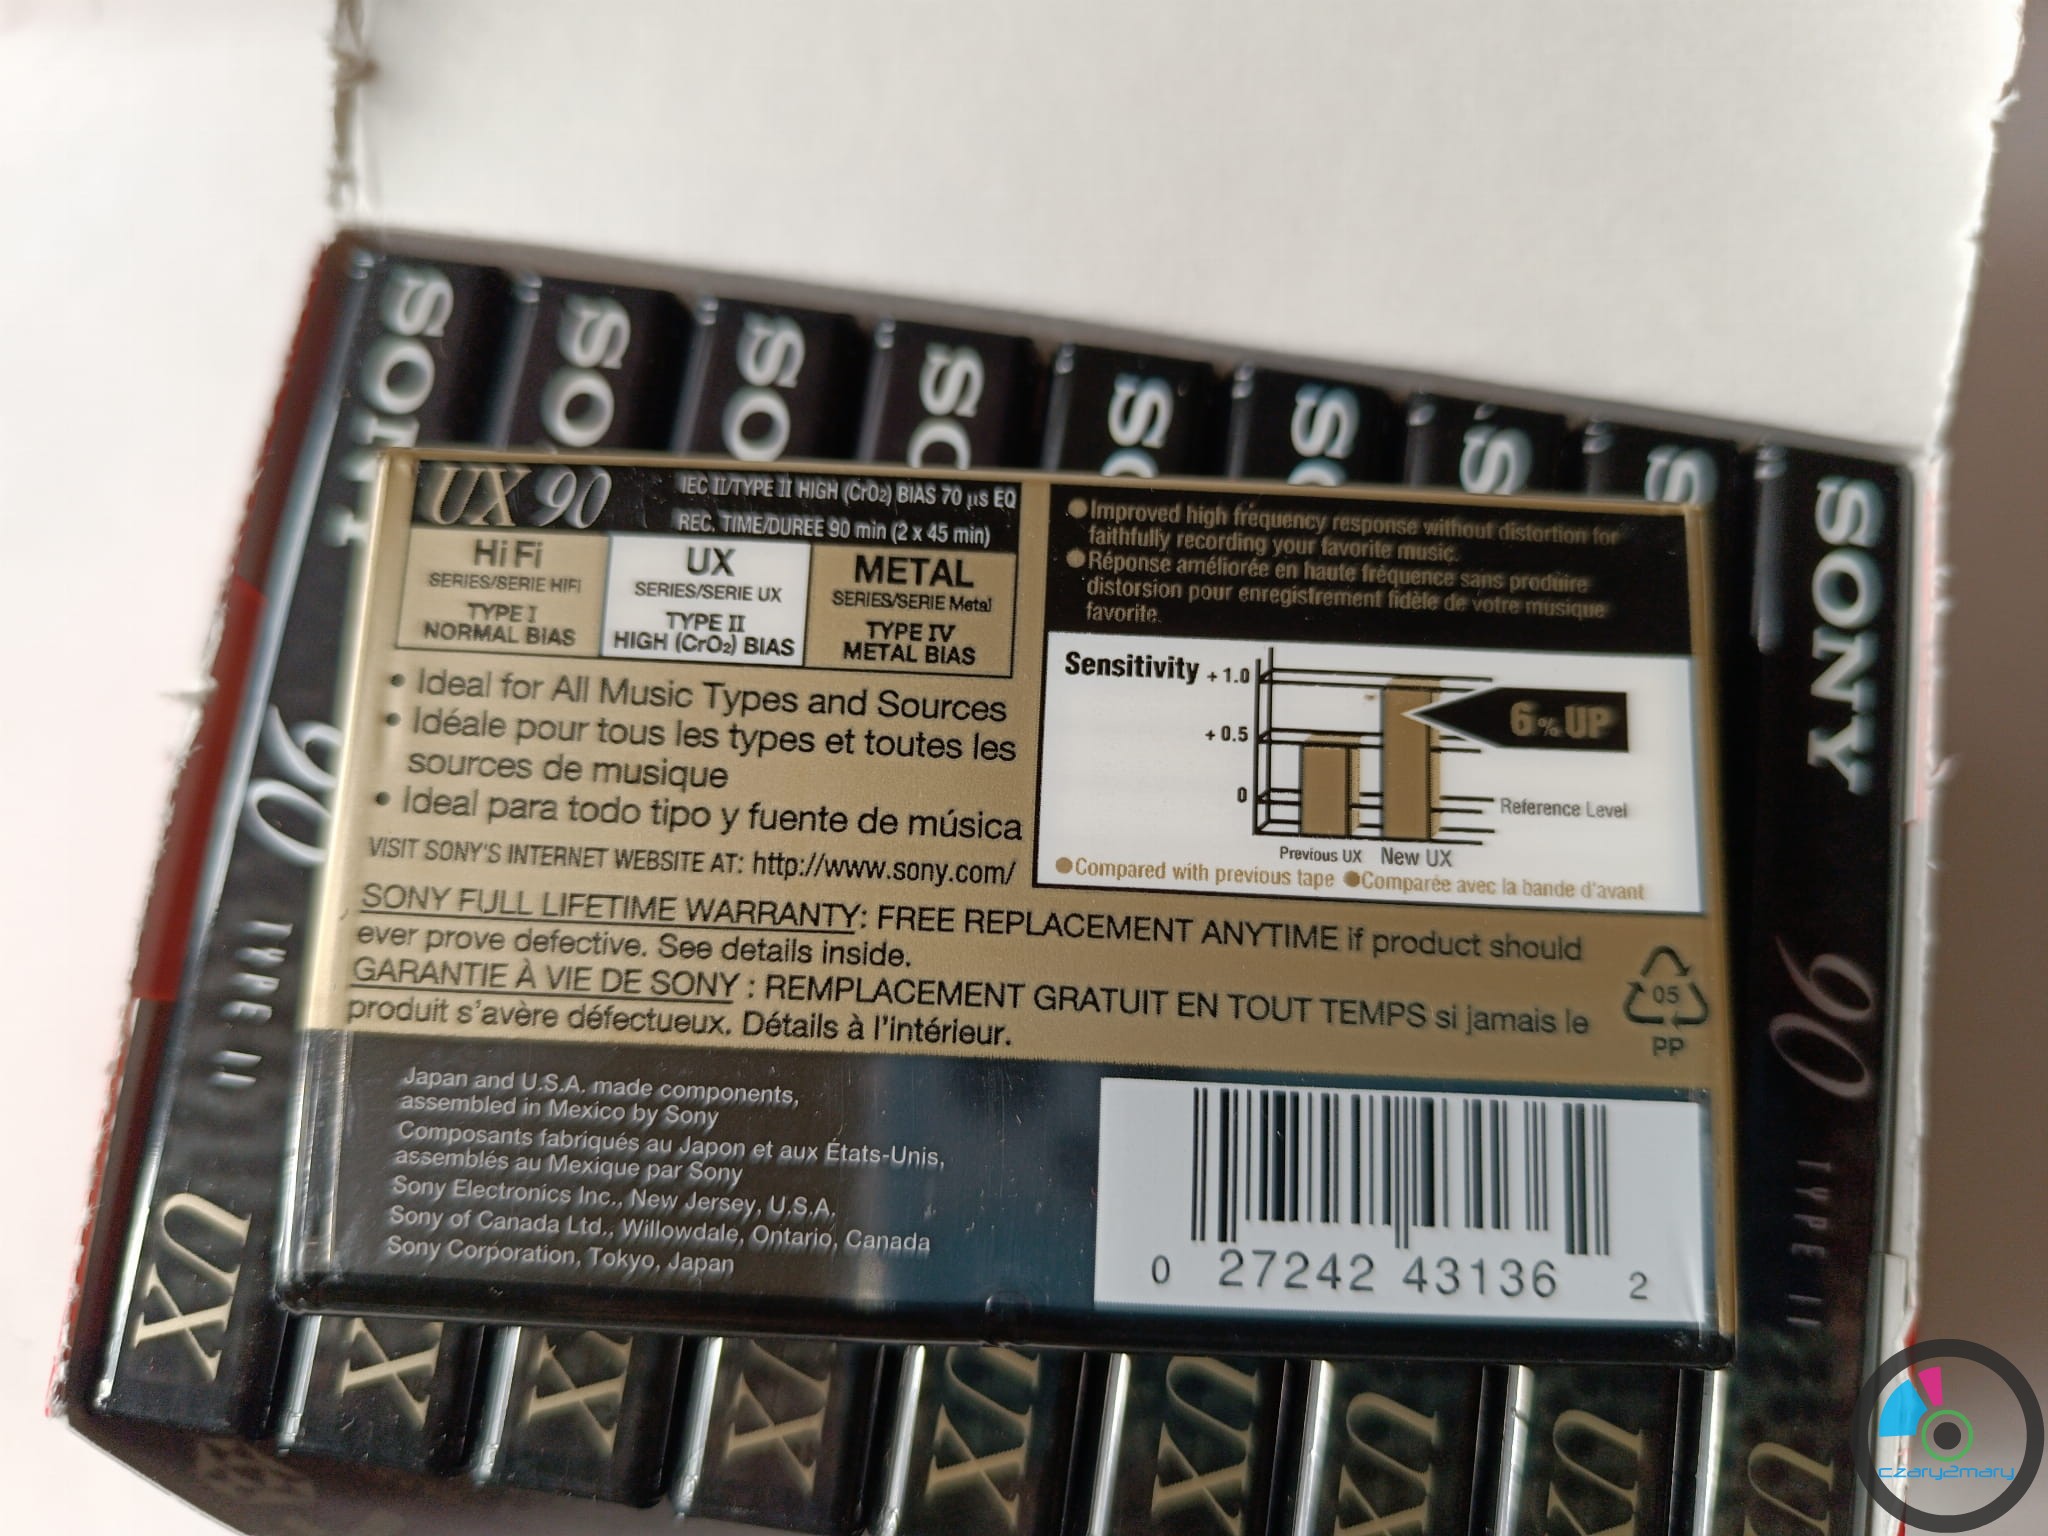 SONY
SO
SO
SO
SO
SO
S
S
SONY
UX 90
IEC II/TYPE II HIGH (CrO2) BIAS 70 µs EQ
REC. TIME/DUREE 90 min (2 x 45 min)
Hi Fi
SERIES/SERIE HIFI
TYPE I
NORMAL BIAS
UX
SERIES/SERIE UX
TYPE II
HIGH (CrO2) BIAS
METAL
SERIES/SERIE Metal
TYPE IV
METAL BIAS
• Ideal for All Music Types and Sources
• Idéale pour tous les types et toutes les
sources de musique
• Ideal para todo tipo y fuente de música
VISIT SONY'S INTERNET WEBSITE AT: http://www.sony.com/
●Improved high frequency response without distortion for
faithfully recording your favorite music.
●Réponse améliorée en haute fréquence sans produire
distorsion pour enregistrement fidèle de votre musique
favorite.
Sensitivity
+ 1.0
+ 0.5
0
6% UP
Reference Level
Previous UX
New UX
●Compared with previous tape ●Comparée avec la bande d'avant
SONY FULL LIFETIME WARRANTY: FREE REPLACEMENT ANYTIME if product should
ever prove defective. See details inside.
GARANTIE À VIE DE SONY : REMPLACEMENT GRATUIT EN TOUT TEMPS si jamais le
produit s'avère défectueux. Détails à l'intérieur.
05
PP
Japan and U.S.A. made components,
assembled in Mexico by Sony
Composants fabriqués au Japon et aux États-Unis,
assemblés au Mexique par Sony
Sony Electronics Inc., New Jersey, U.S.A.
Sony of Canada Ltd., Willowdale, Ontario, Canada
Sony Corporation, Tokyo, Japan
0 27242 43136 2
90
TYPE II
UX
90
TYPE II
X
X
X
UX
UX
UX
UX
U
czary2mary